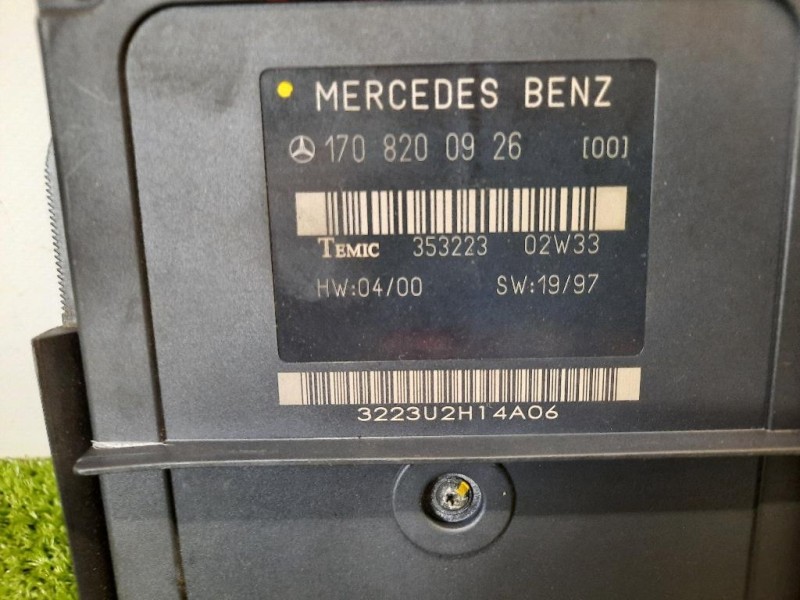 MERCEDES BENZ
170 820 09 26 [00]
TEMIC 353223 02W33
HW:04/00 SW:19/97
3223U2H14A06